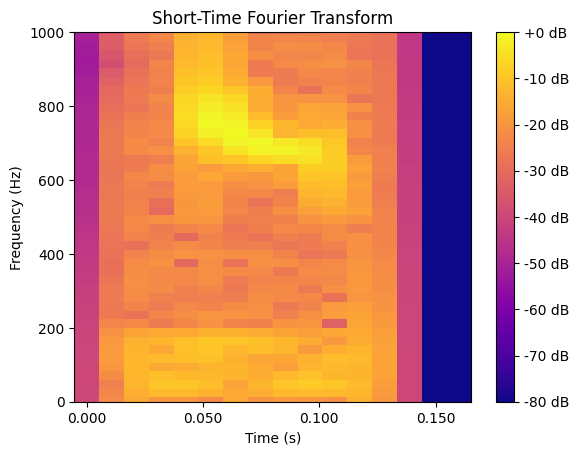 Short-Time Fourier Transform
1000
800
600
400
200
0
Frequency (Hz)
0.000
0.050
0.100
0.150
Time (s)
+0 dB
-10 dB
-20 dB
-30 dB
-40 dB
-50 dB
-60 dB
-70 dB
-80 dB